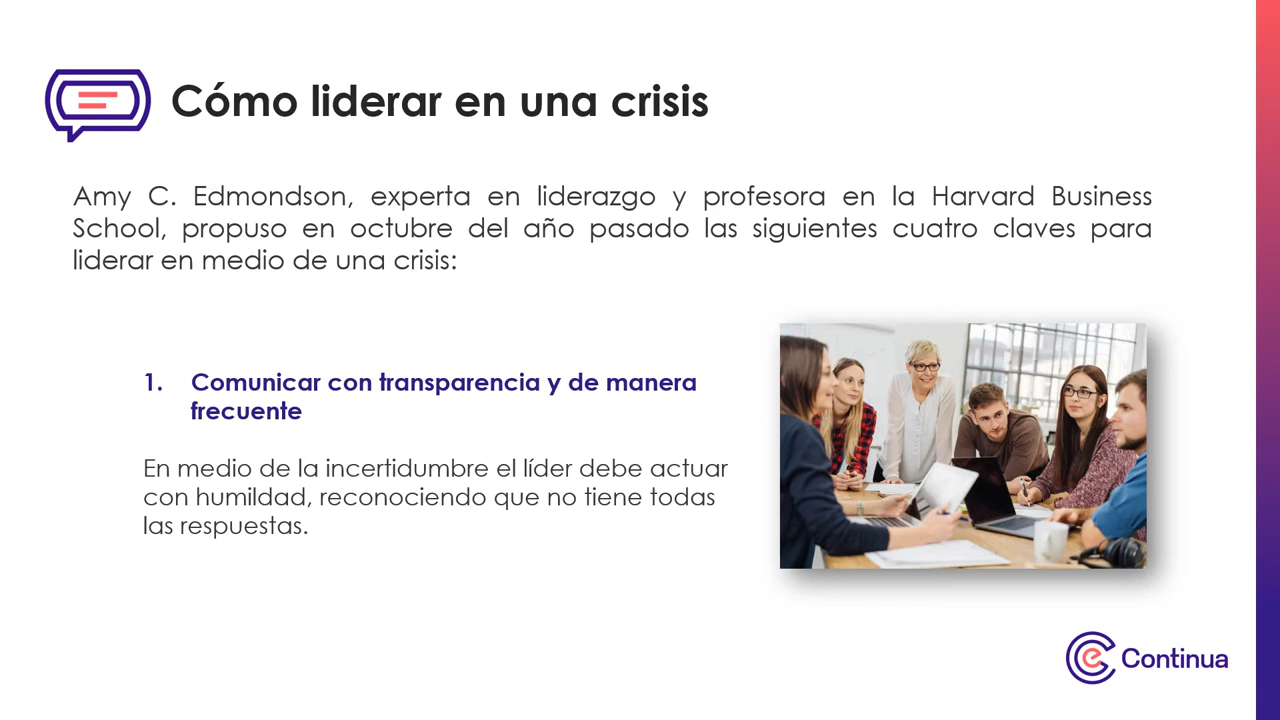 Cómo liderar en una crisis
Amy C. Edmondson, experta en liderazgo y profesora en la Harvard Business
School, propuso en octubre del año pasado las siguientes cuatro claves para
liderar en medio de una crisis:
1. Comunicar con transparencia y de manera
frecuente
En medio de la incertidumbre el líder debe actuar
con humildad, reconociendo que no tiene todas
las respuestas.
e Continua